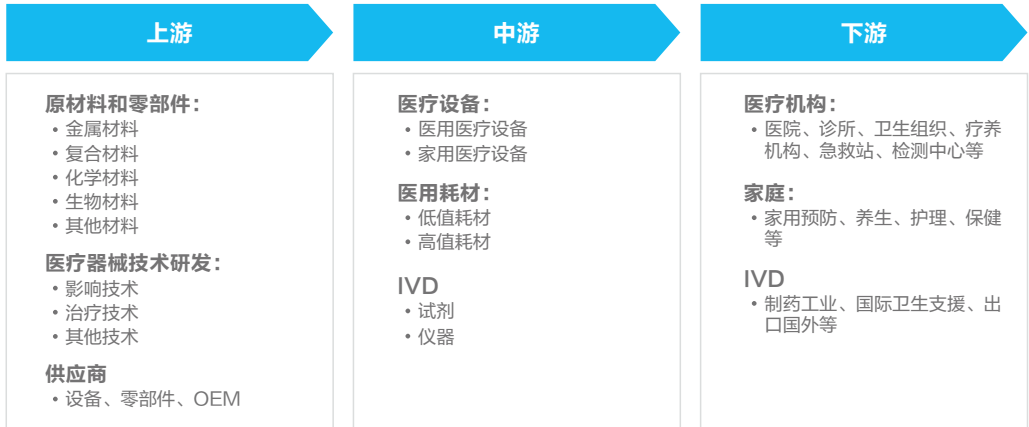 上游
原材料和零部件：
• 金属材料
• 复合材料
• 化学材料
• 生物材料
• 其他材料
医疗器械技术研发：
• 影响技术
• 治疗技术
• 其他技术
供应商
• 设备、零部件、OEM
中游
医疗设备：
• 医用医疗设备
• 家用医疗设备
医用耗材：
• 低值耗材
• 高值耗材
IVD
• 试剂
• 仪器
下游
医疗机构：
• 医院、诊所、卫生组织、疗养
机构、急救站、检测中心等
家庭：
• 家用预防、养生、护理、保健
等
IVD
• 制药工业、国际卫生支援、出
口国外等